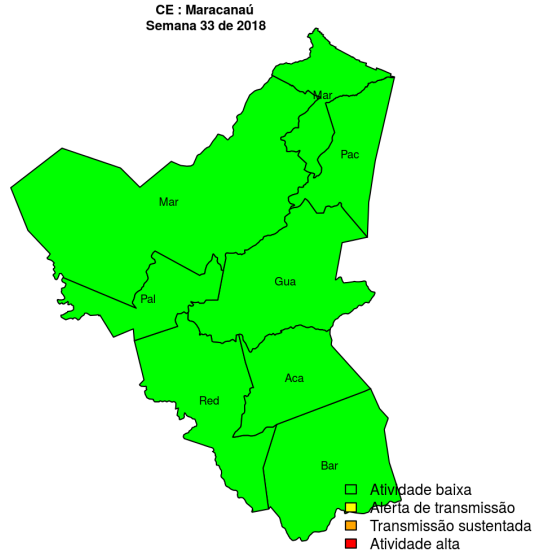 CE : Maracanaú
Semana 33 de 2018
Mar
Pac
Mar
Gua
Pal
Aca
Red
Bar
Atividade baixa
Alerta de transmissão
Transmissão sustentada
Atividade alta